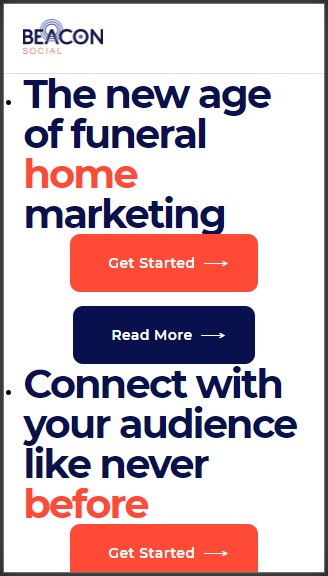 BEACON
SOCIAL
The new age
of funeral
home
marketing
Get Started
Read More
Connect with
your audience
like never
before
Get Started